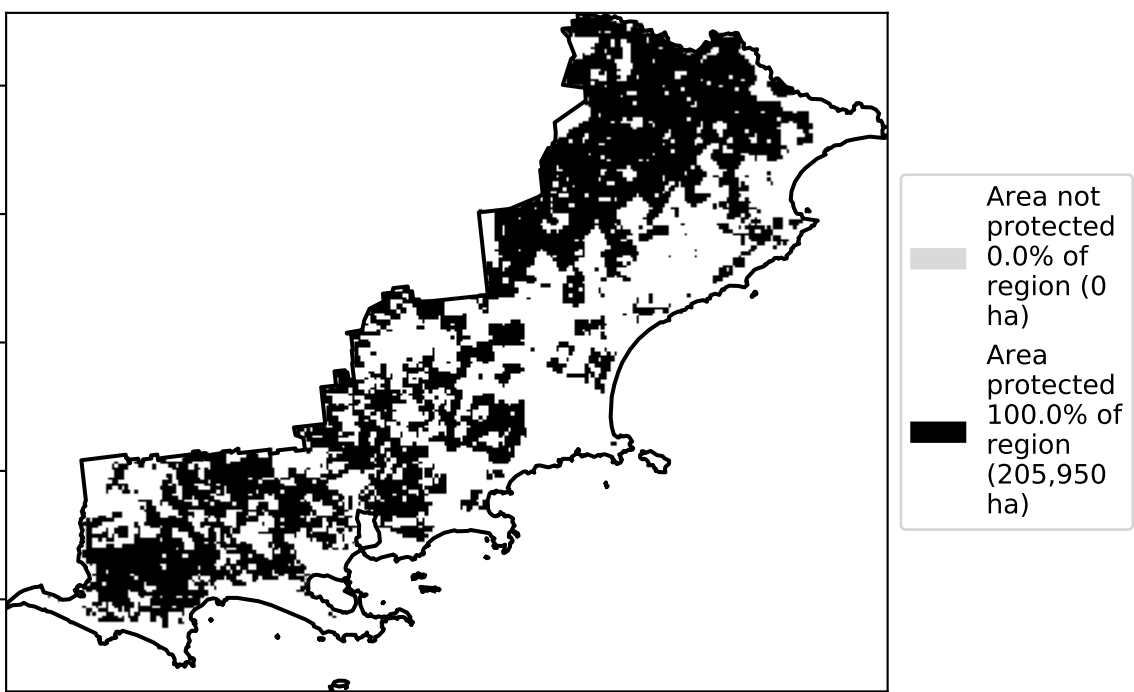 Area not
protected
0.0% of
region (0
ha)
Area
protected
100.0% of
region
(205,950
ha)